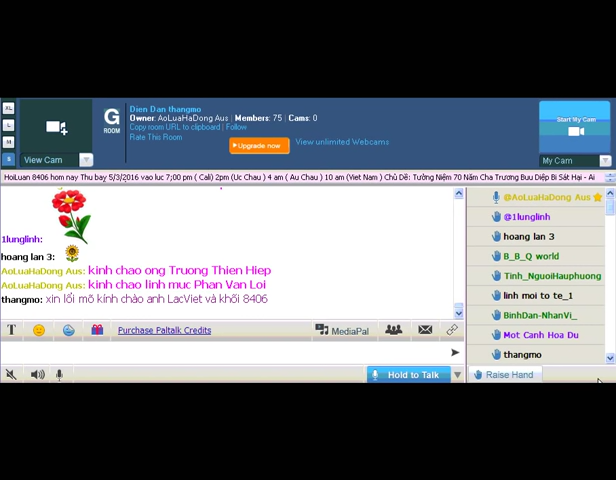 XL
L
M
S
View Cam
G
ROOM
Dien Dan thangmo
Owner: AoLuaHaDong Aus | Members: 75 | Cams: 0
Copy room URL to clipboard | Follow
Rate This Room
Upgrade now
View unlimited Webcams
Start My Cam
My Cam
HoiLuan 8406 hom nay Thu bay 5/3/2016 vao luc 7;00 pm ( Cali) 2pm (Uc Chau ) 4 am ( Au Chau ) 10 am (Viet Nam ) Chủ Đề: Tưởng Niệm 70 Năm Cha Trương Bưu Diệp Bi Sát Hại - Ai
1lunglinh:
hoang lan 3:
AoLuaHaDong Aus: kinh chao ong Truong Thien Hiep
AoLuaHaDong Aus: kinh chao linh muc Phan Van Loi
thangmo: xin lổi mõ kính chào anh LacViet và khối 8406
@AoLuaHaDong Aus
@1lunglinh
hoang lan 3
B_B_Q world
Tinh_NguoiHauphuong
linh moi to te_1
BinhDan-NhanVi_
Mot Canh Hoa Du
thangmo
T
Purchase Paltalk Credits
MediaPal
Hold to Talk
Raise Hand